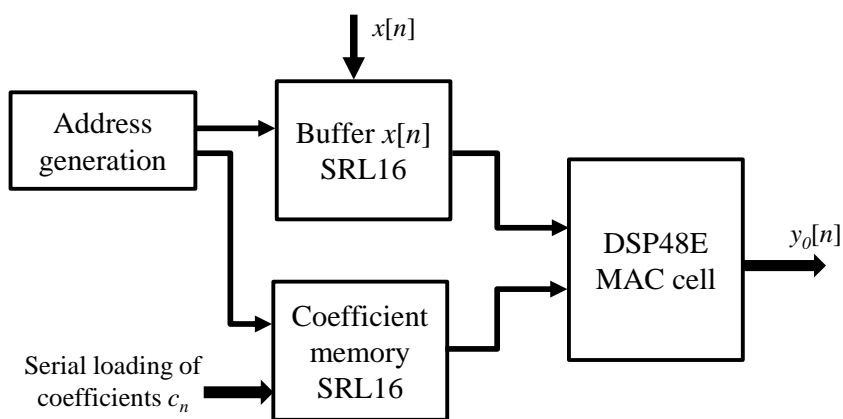 x[n]
Address
generation
Buffer x[n]
SRL16
DSP48E
MAC cell
y₀[n]
Coefficient
memory
SRL16
Serial loading of
coefficients cₙ